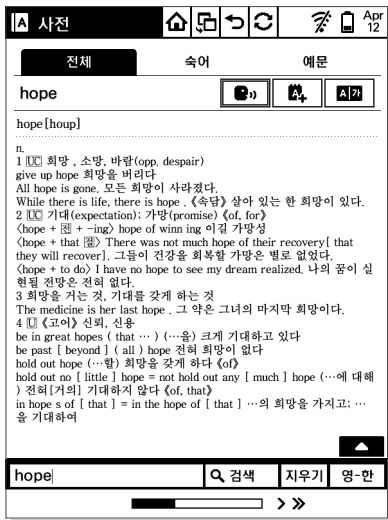 A 사전
Apr
12
전체 숙어 예문
hope
A 가
hope[houp]
n.
1 UC 희망 , 소망, 바람(opp. despair)
give up hope 희망을 버리다
All hope is gone. 모든 희망이 사라졌다.
While there is life, there is hope . 《속담》 살아 있는 한 희망이 있다.
2 UC 기대(expectation); 가망(promise) 《of, for》
〈hope + 전 + -ing〉 hope of winn ing 이길 가망성
〈hope + that 절〉 There was not much hope of their recovery[ that
they will recover]. 그들이 건강을 회복할 가망은 별로 없었다.
〈hope + to do〉 I have no hope to see my dream realized. 나의 꿈이 실
현될 전망은 전혀 없다.
3 희망을 거는 것, 기대를 갖게 하는 것
The medicine is her last hope . 그 약은 그녀의 마지막 희망이다.
4 U 《고어》 신뢰, 신용
be in great hopes ( that … ) (…을) 크게 기대하고 있다
be past [ beyond ] ( all ) hope 전혀 희망이 없다
hold out hope (…할) 희망을 갖게 하다 《of》
hold out no [ little ] hope = not hold out any [ much ] hope (…에 대해
) 전혀[거의] 기대하지 않다 《of, that》
in hope s of [ that ] = in the hope of [ that ] …의 희망을 가지고; …
을 기대하여
hope 검색 지우기 영-한